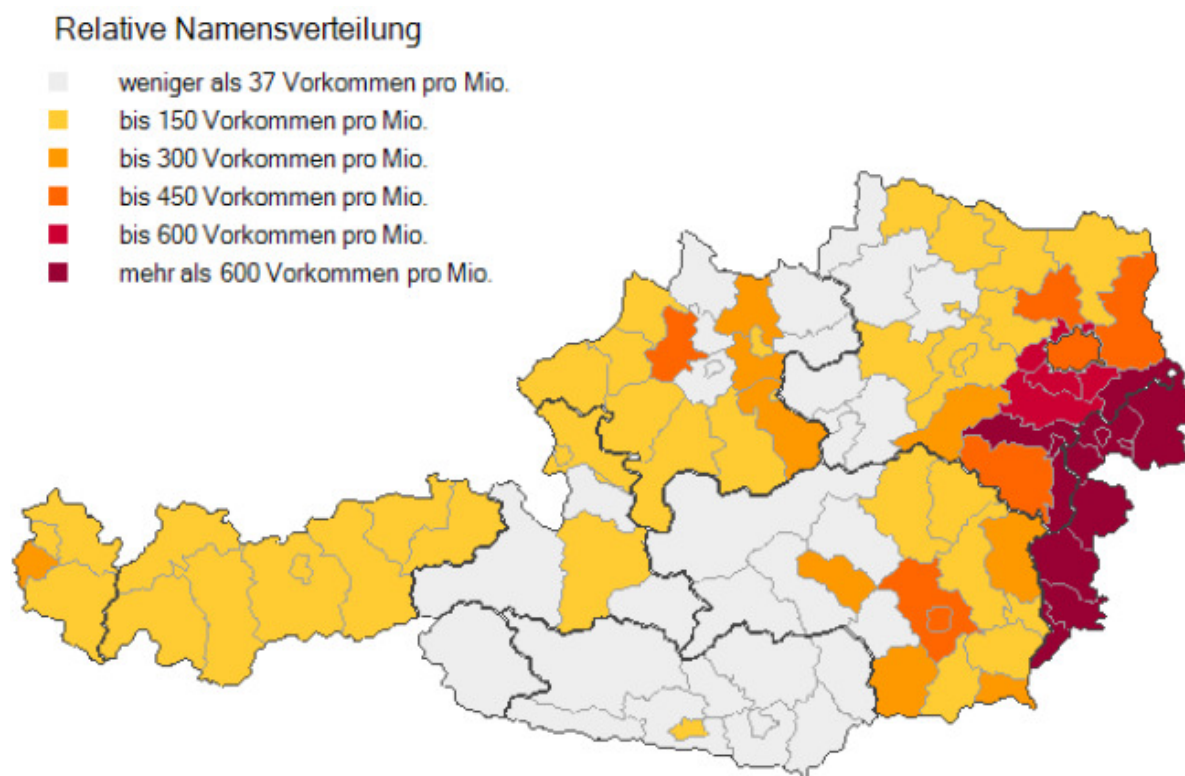 Relative Namensverteilung
weniger als 37 Vorkommen pro Mio.
bis 150 Vorkommen pro Mio.
bis 300 Vorkommen pro Mio.
bis 450 Vorkommen pro Mio.
bis 600 Vorkommen pro Mio.
mehr als 600 Vorkommen pro Mio.